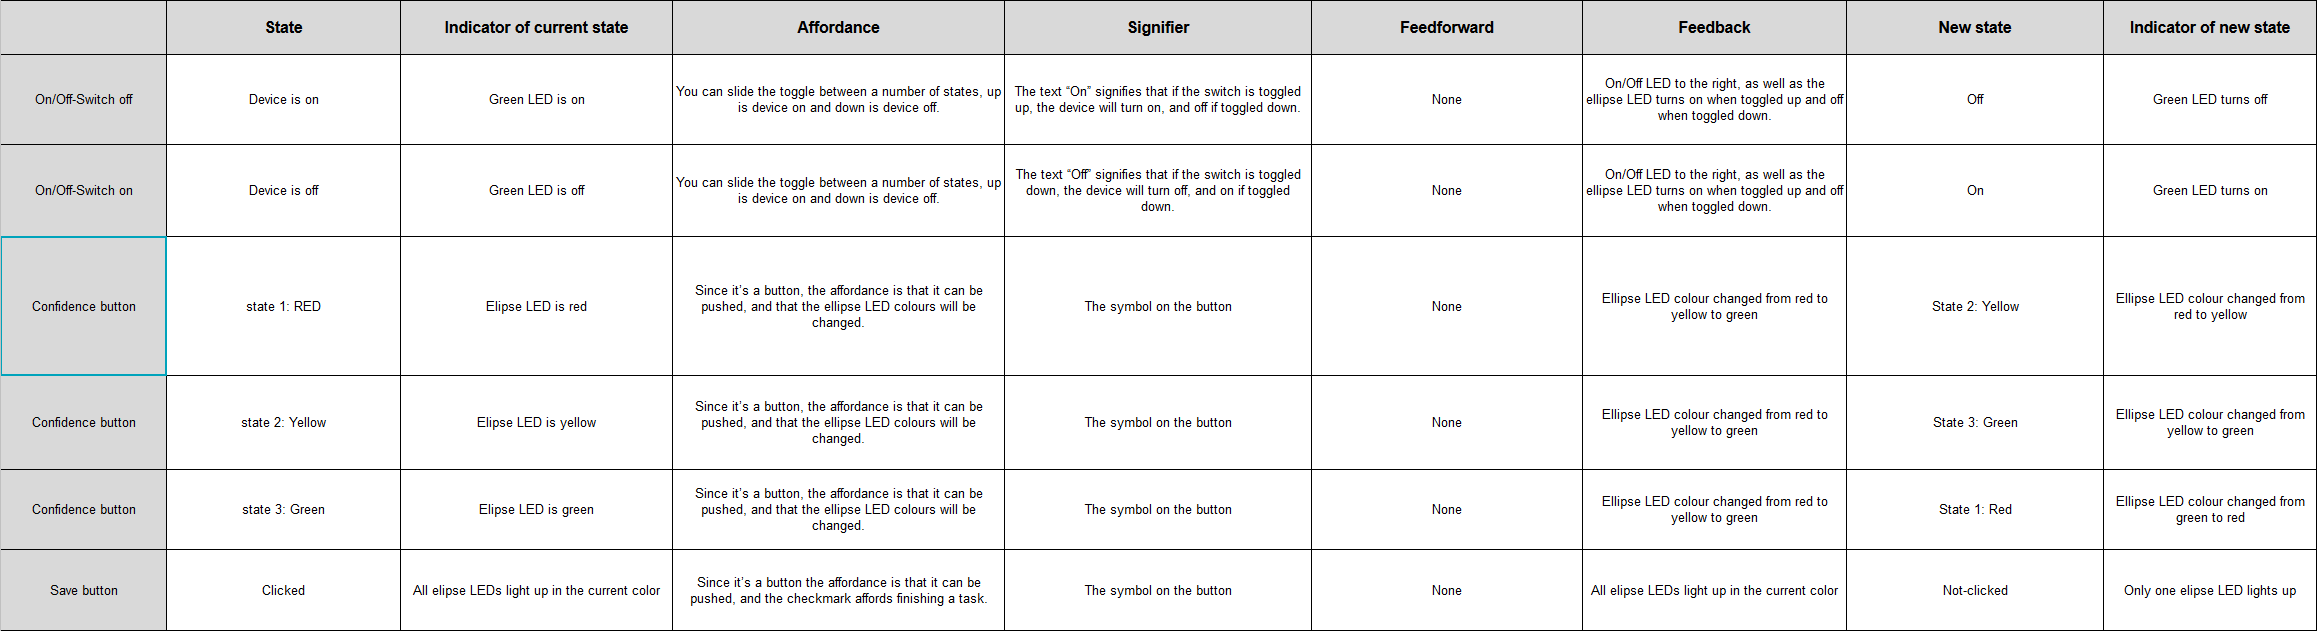 State
Indicator of current state
Affordance
Signifier
Feedforward
Feedback
New state
Indicator of new state
On/Off-Switch off
Device is on
Green LED is on
You can slide the toggle between a number of states, up
is device on and down is device off.
The text “On” signifies that if the switch is toggled
up, the device will turn on, and off if toggled down.
None
On/Off LED to the right, as well as the
ellipse LED turns on when toggled up and off
when toggled down.
Off
Green LED turns off
On/Off-Switch on
Device is off
Green LED is off
You can slide the toggle between a number of states, up
is device on and down is device off.
The text “Off” signifies that if the switch is toggled
down, the device will turn off, and on if toggled
down.
None
On/Off LED to the right, as well as the
ellipse LED turns on when toggled up and off
when toggled down.
On
Green LED turns on
Confidence button
state 1: RED
Elipse LED is red
Since it’s a button, the affordance is that it can be
pushed, and that the ellipse LED colours will be
changed.
The symbol on the button
None
Ellipse LED colour changed from red to
yellow to green
State 2: Yellow
Ellipse LED colour changed from
red to yellow
Confidence button
state 2: Yellow
Elipse LED is yellow
Since it’s a button, the affordance is that it can be
pushed, and that the ellipse LED colours will be
changed.
The symbol on the button
None
Ellipse LED colour changed from red to
yellow to green
State 3: Green
Ellipse LED colour changed from
yellow to green
Confidence button
state 3: Green
Elipse LED is green
Since it’s a button, the affordance is that it can be
pushed, and that the ellipse LED colours will be
changed.
The symbol on the button
None
Ellipse LED colour changed from red to
yellow to green
State 1: Red
Ellipse LED colour changed from
green to red
Save button
Clicked
All elipse LEDs light up in the current color
Since it’s a button the affordance is that it can be
pushed, and the checkmark affords finishing a task.
The symbol on the button
None
All elipse LEDs light up in the current color
Not-clicked
Only one elipse LED lights up